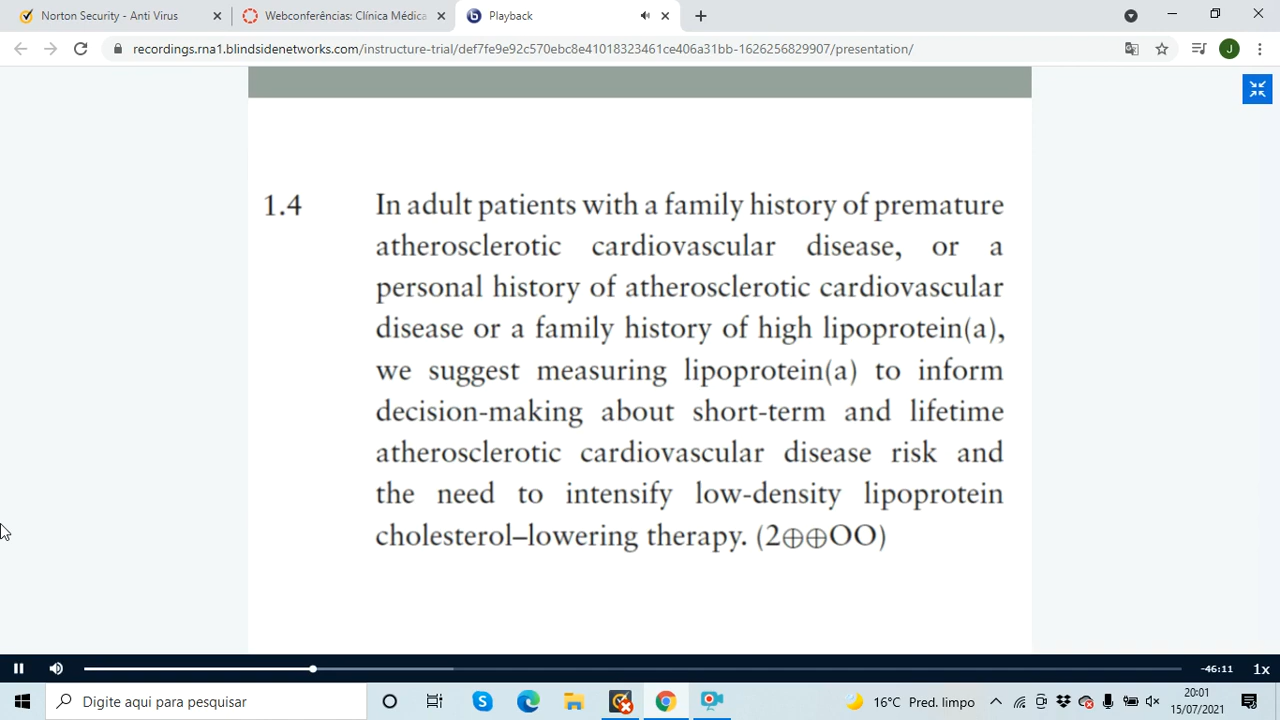 Norton Security - Anti Virus
Webconferências: Clínica Médica
Playback
recordings.rna1.blindsidenetworks.com/instructure-trial/def7fe9e92c570ebc8e41018323461ce406a31bb-1626256829907/presentation/
J
1.4 In adult patients with a family history of premature
atherosclerotic cardiovascular disease, or a
personal history of atherosclerotic cardiovascular
disease or a family history of high lipoprotein(a),
we suggest measuring lipoprotein(a) to inform
decision-making about short-term and lifetime
atherosclerotic cardiovascular disease risk and
the need to intensify low-density lipoprotein
cholesterol–lowering therapy. (2⊕⊕OO)
-46:11 1x
Digite aqui para pesquisar
16°C Pred. limpo
20:01
15/07/2021